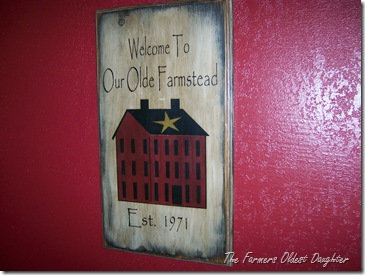 Welcome To
Our Olde Farmstead
Est. 1971
The Farmers Oldest Daughter